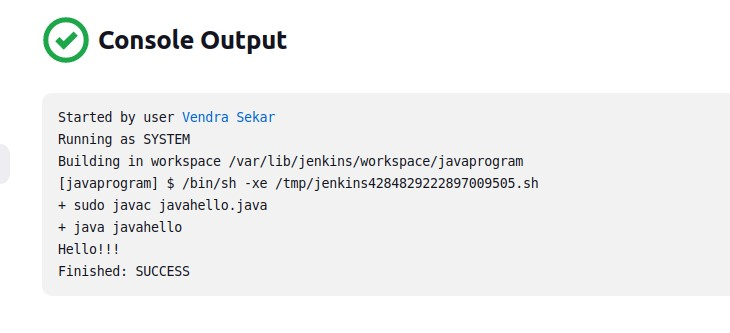 Console Output
Started by user Vendra Sekar
Running as SYSTEM
Building in workspace /var/lib/jenkins/workspace/javaprogram
[javaprogram] $ /bin/sh -xe /tmp/jenkins4284829222897009505.sh
+ sudo javac javahello.java
+ java javahello
Hello!!!
Finished: SUCCESS